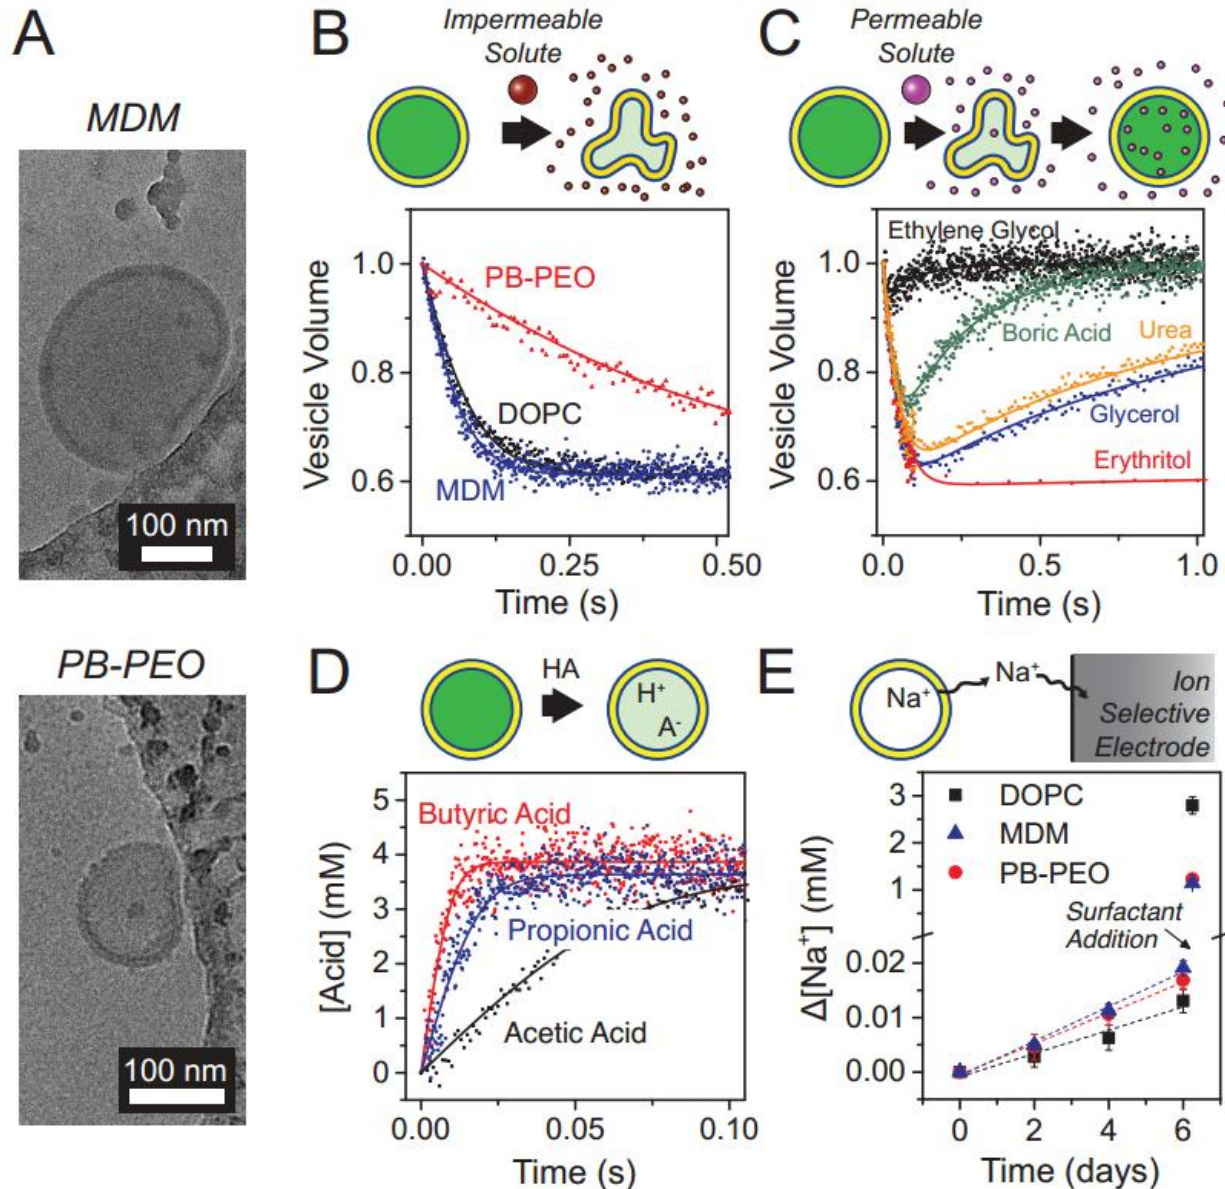 A
MDM
100 nm
PB-PEO
100 nm
B
Impermeable
Solute
Vesicle Volume
1.0
0.8
0.6
PB-PEO
DOPC
MDM
0.00
0.25
0.50
Time (s)
C
Permeable
Solute
Vesicle Volume
1.0
0.8
0.6
Ethylene Glycol
Boric Acid
Urea
Glycerol
Erythritol
0.0
0.5
1.0
Time (s)
D
HA
H⁺
A⁻
[Acid] (mM)
5
4
3
2
1
0
Butyric Acid
Propionic Acid
Acetic Acid
0.00
0.05
0.10
Time (s)
E
Na⁺
Na⁺
Ion
Selective
Electrode
Δ[Na⁺] (mM)
3
2
1
0.02
0.01
0.00
DOPC
MDM
PB-PEO
Surfactant
Addition
0
2
4
6
Time (days)